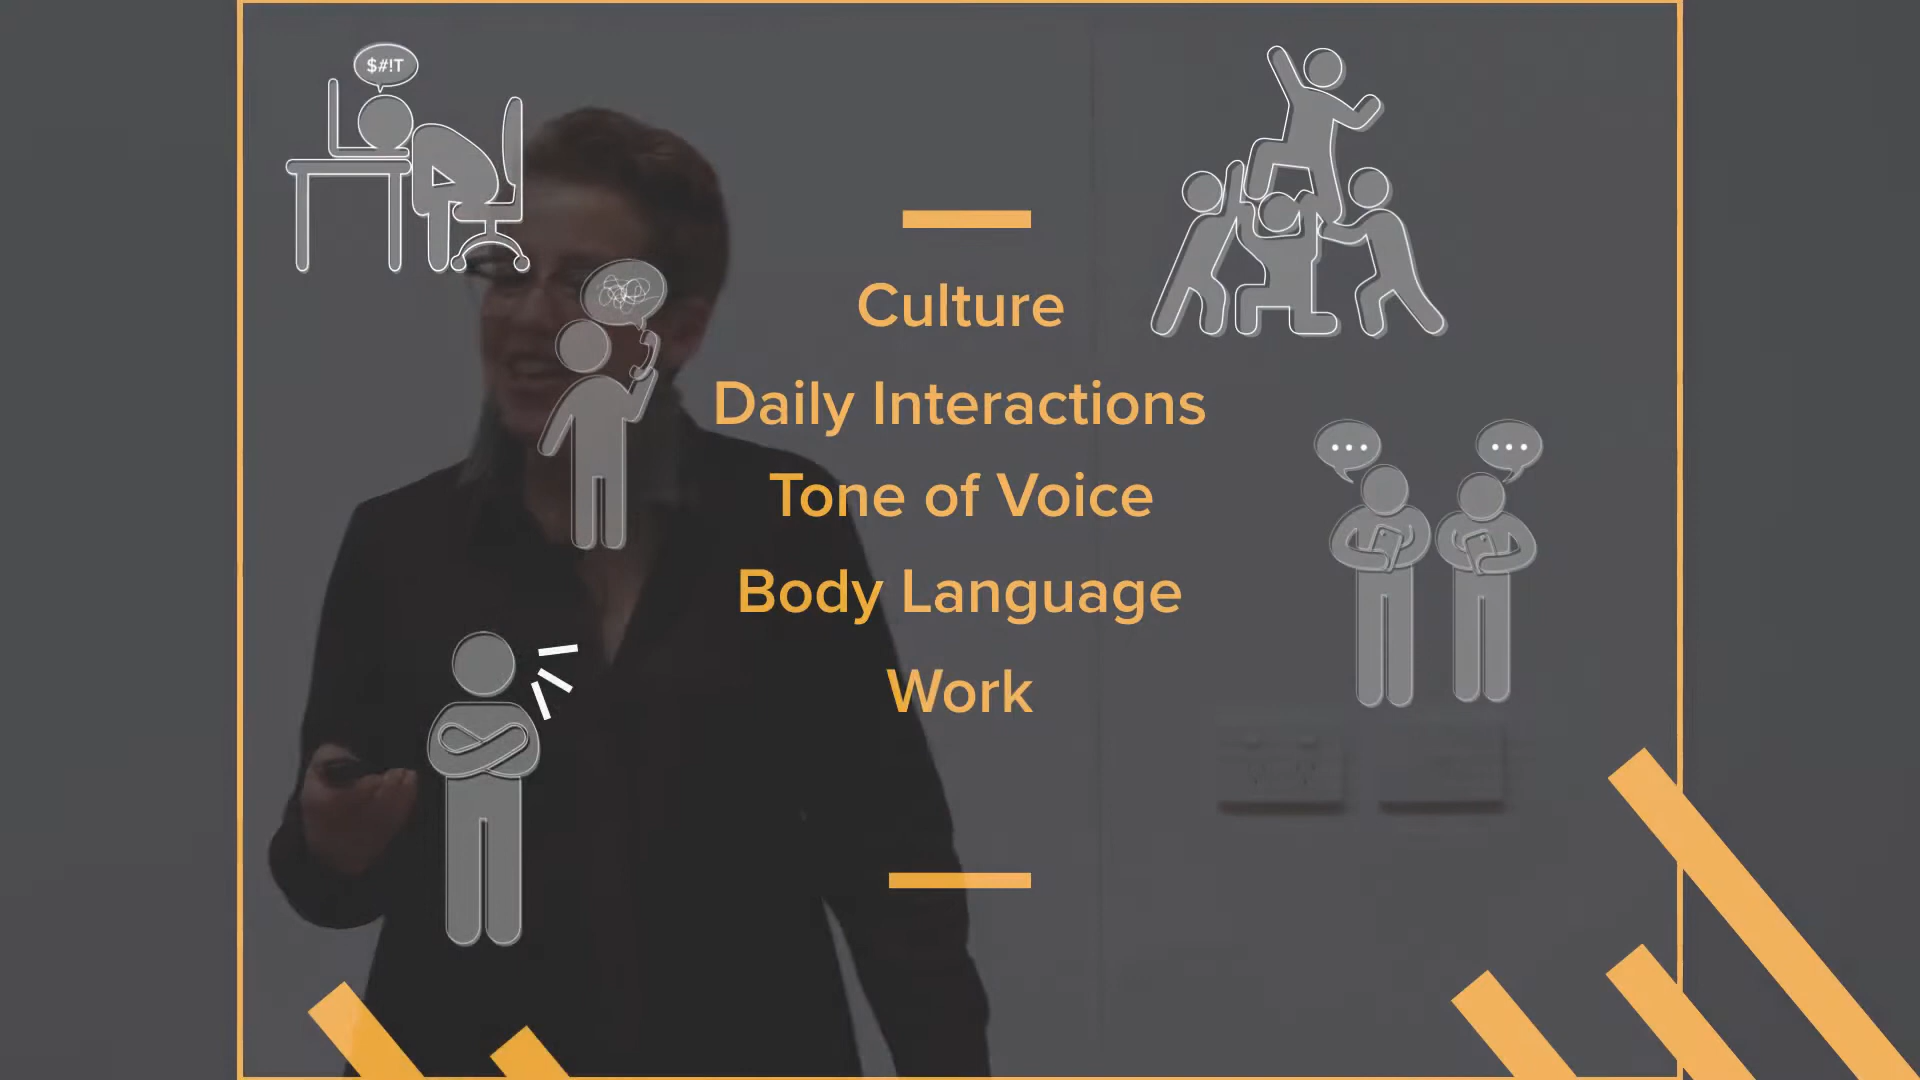 $#!T
Culture
Daily Interactions
Tone of Voice
Body Language
Work